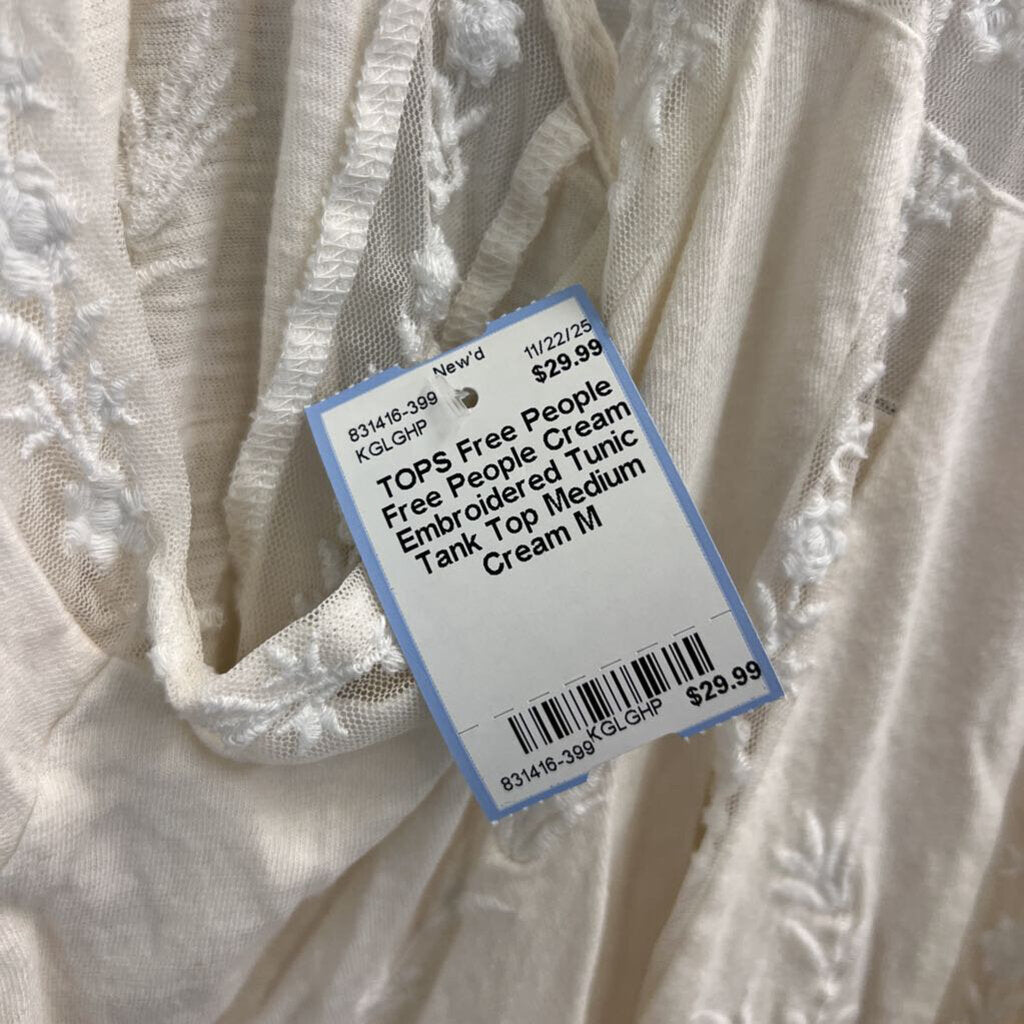 New'd 11/22/25
831416-399 $29.99
KGLGHP
TOPS Free People
Free People Cream
Embroidered Tunic
Tank Top Medium
Cream M
$29.99
831416-399 KGLGHP